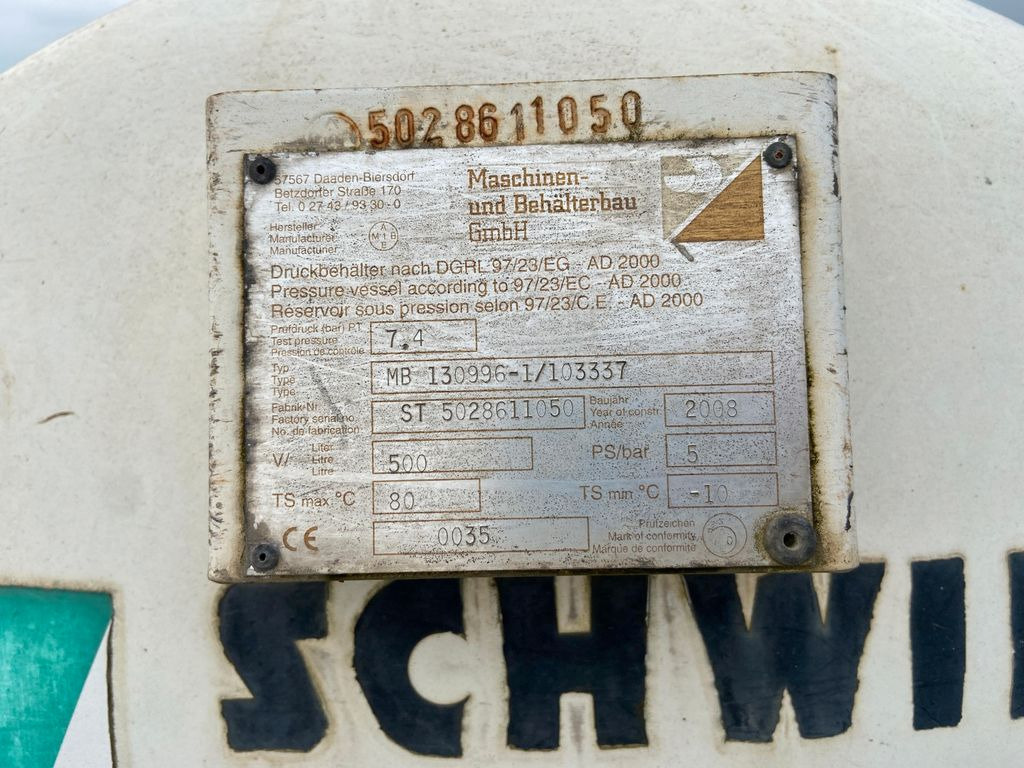 5028611050
57567 Daaden-Biersdorf
Betzdorfer Straße 170
Tel. 0 27 43 / 93 30 - 0
Maschinen-
und Behälterbau
GmbH
Hersteller
Manufacturer
Manufacturer
Druckbehälter nach DGRL 97/23/EG - AD 2000
Pressure vessel according to 97/23/EC - AD 2000
Réservoir sous pression selon 97/23/C.E. - AD 2000
Prüfdruck (bar) P.T.
Test pressure
Pression de contrôle
7.4
Typ
Type
Type
MB 130996-1/103337
Fabrik-Nr.
Factory serial no.
No. de fabrication
ST 5028611050
Baujahr
Year of constr.
Année
2008
V/
Liter
Litre
Litre
500
PS/bar
5
TS max °C
80
TS min °C
-10
CE
0035
Prüfzeichen
Mark of conformity
Marque de conformité
SCHWI